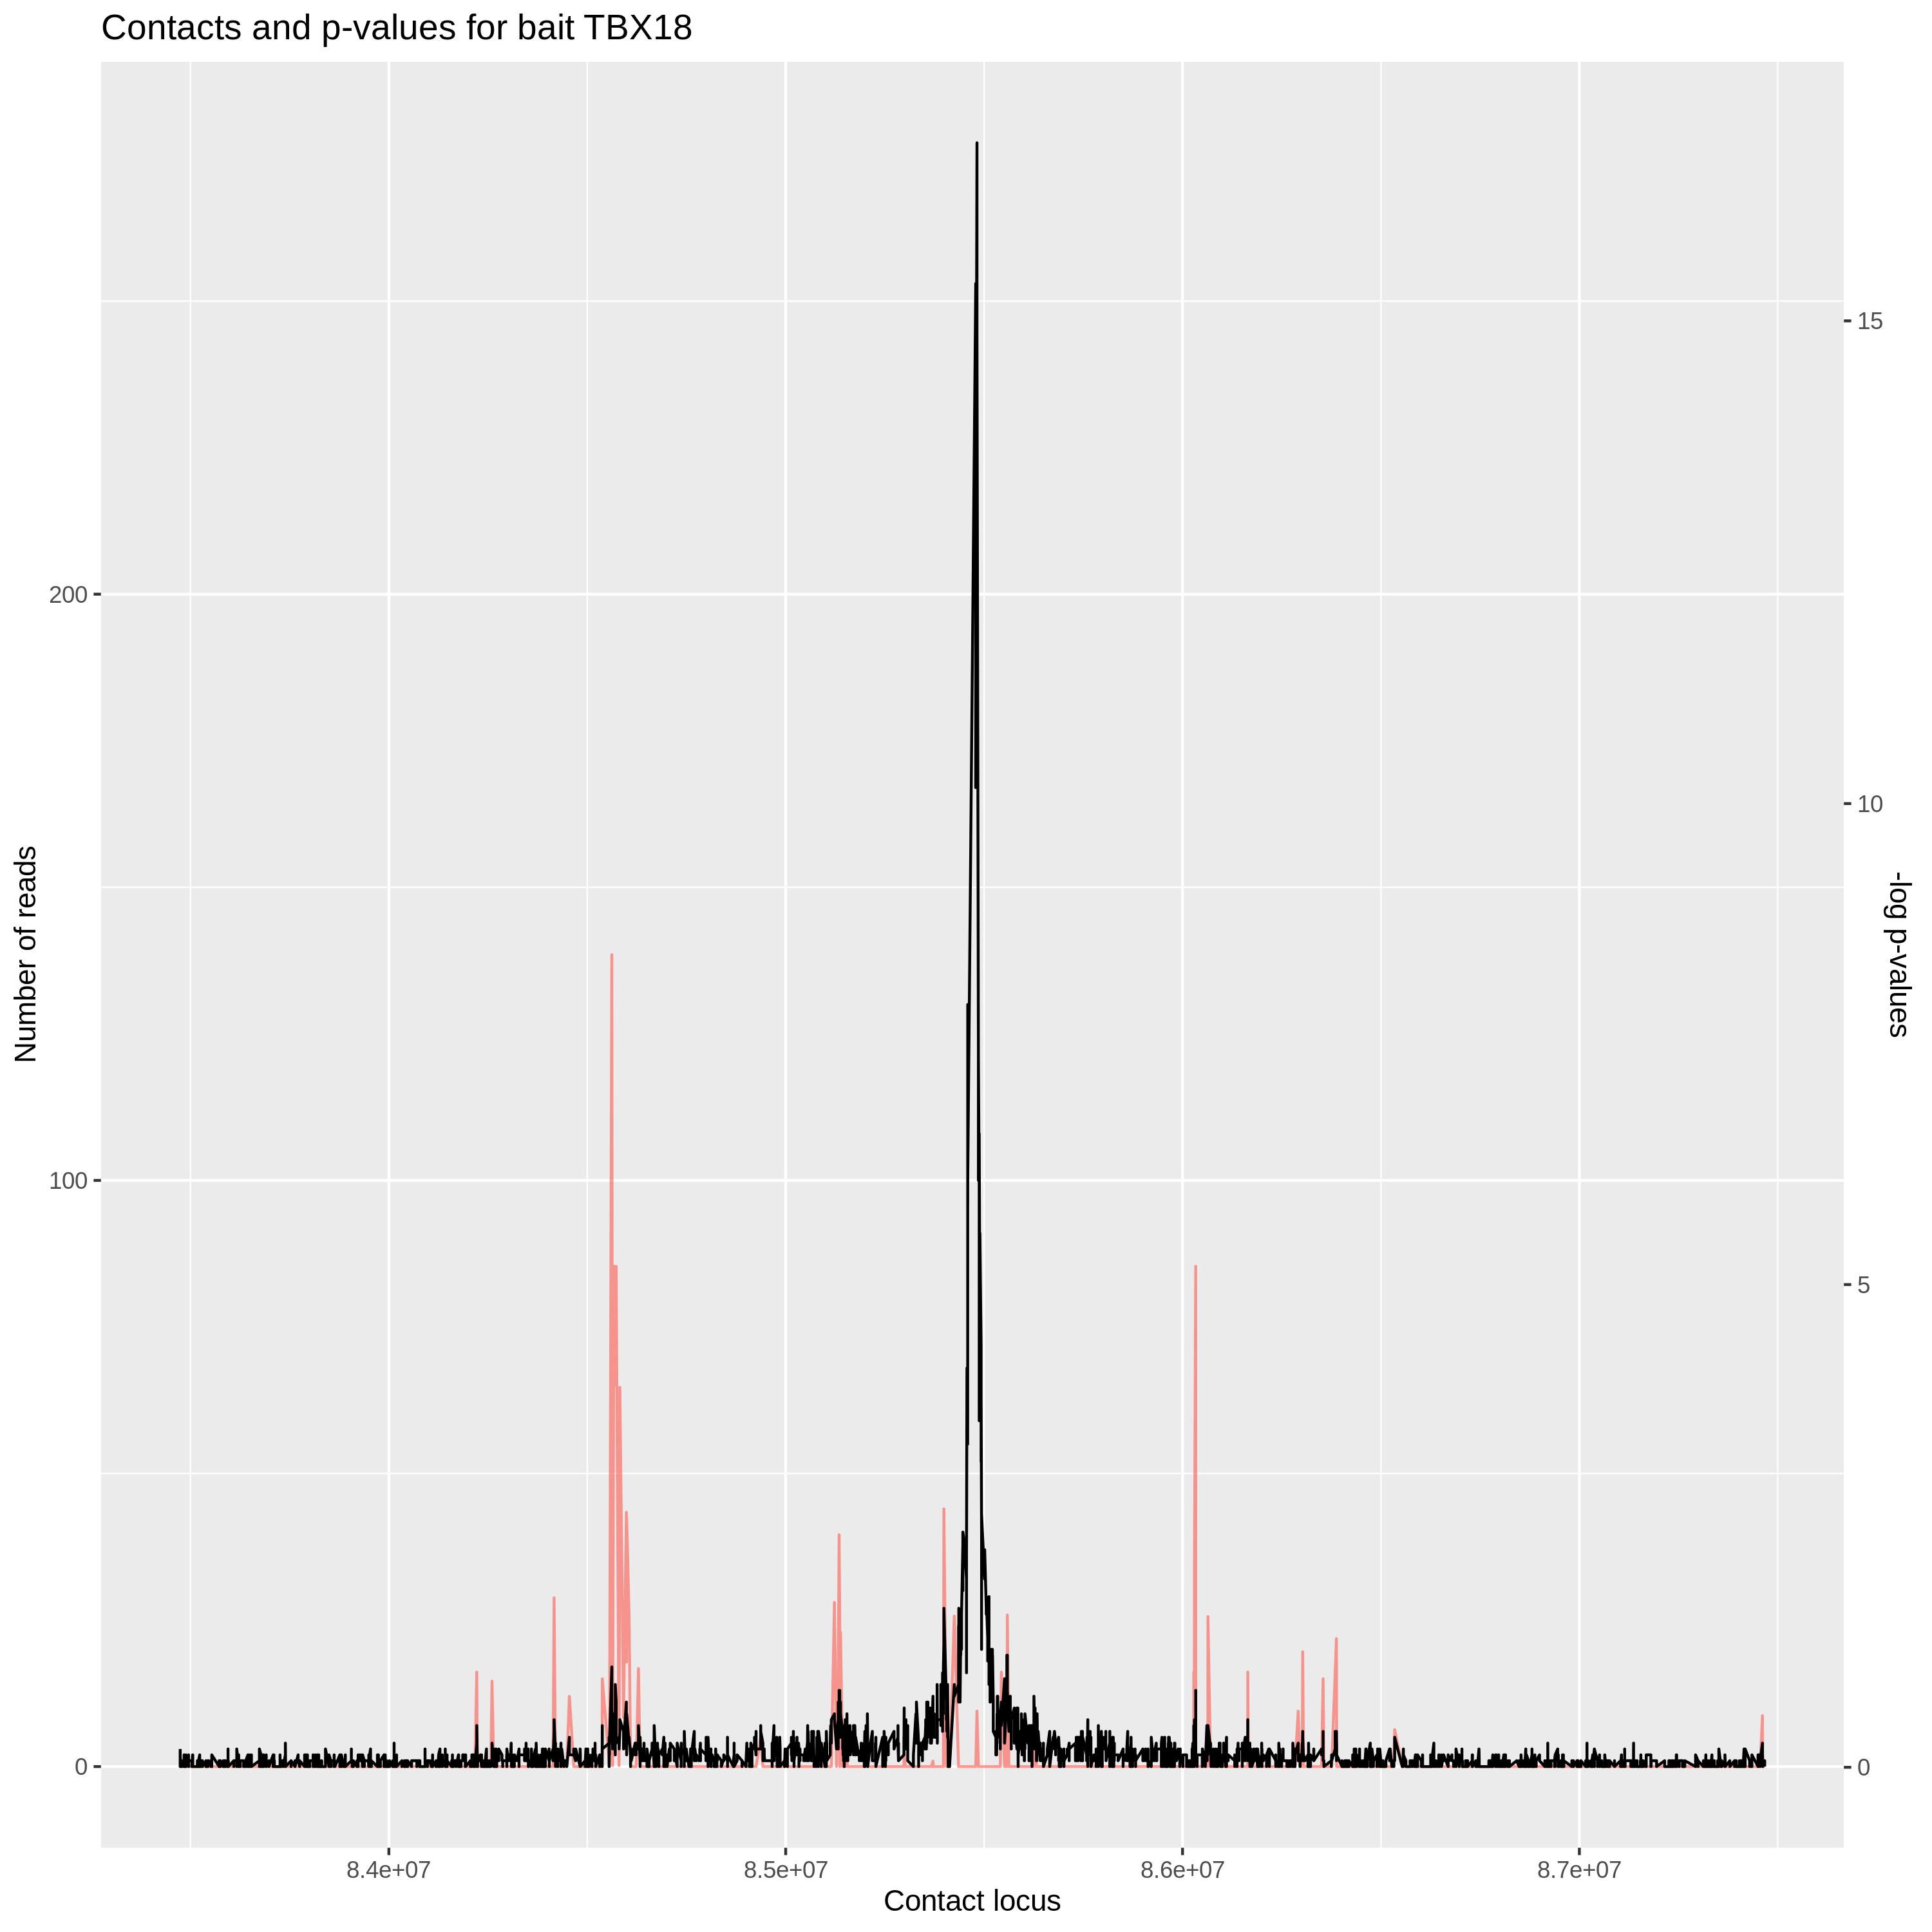 Contacts and p-values for bait TBX18
Number of reads
200
100
0
15
10
5
0
-log p-values
8.4e+07
8.5e+07
8.6e+07
8.7e+07
Contact locus